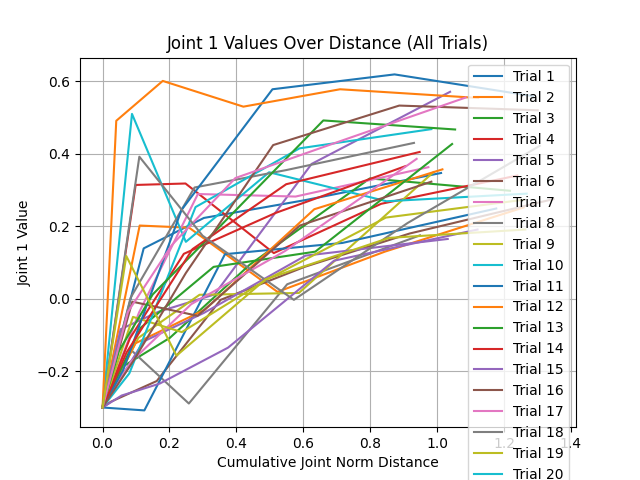 Joint 1 Values Over Distance (All Trials)
Joint 1 Value
0.6
0.4
0.2
0.0
−0.2
0.0
0.2
0.4
0.6
0.8
1.0
1.2
1.4
Cumulative Joint Norm Distance
Trial 1
Trial 2
Trial 3
Trial 4
Trial 5
Trial 6
Trial 7
Trial 8
Trial 9
Trial 10
Trial 11
Trial 12
Trial 13
Trial 14
Trial 15
Trial 16
Trial 17
Trial 18
Trial 19
Trial 20